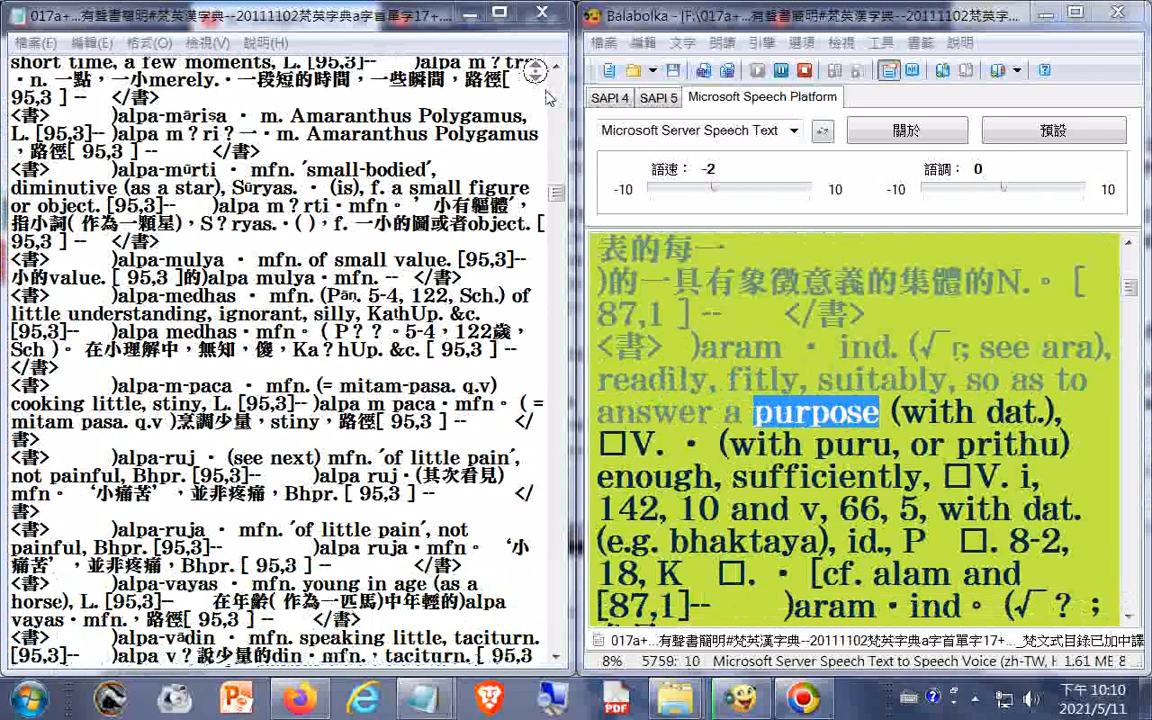 有聲書簡明#梵英漢字典--20111102梵英字典a字首單字17+...
檔案(E) 編輯(E) 格式(O) 檢視(V) 說明(H)
short time, a few moments, L. [95,3]-- )alpa m ? tra
• n. 一點，一小merely.• 一段短的時間，一些瞬間，路徑[
95,3 ] -- </書>
<書> )alpa-mārisa • m. Amaranthus Polygamus,
L. [95,3]-- )alpa m ? ri ? 一 • m. Amaranthus Polygamus
，路徑[ 95,3 ] -- </書>
<書> )alpa-mūrti • mfn. 'small-bodied',
diminutive (as a star), Sūryas. • (is), f. a small figure
or object. [95,3]-- )alpa m ? rti • mfn。 ' 小有軀體',
指小詞( 作為一顆星), S ? ryas. • ( ), f. 一小的圖或者object. [
95,3 ] -- </書>
<書> )alpa-mulya • mfn. of small value. [95,3]--
小的value. [ 95,3 ]的)alpa mulya • mfn. -- </書>
<書> )alpa-medhas • mfn. (Pāṇ. 5-4, 122, Sch.) of
little understanding, ignorant, silly, KaṭhUp. &c.
[95,3]-- )alpa medhas • mfn。 ( P ? ? 。5-4，122歲，
Sch )。 在小理解中，無知，傻，Ka ? hUp. &c. [ 95,3 ] --
</書>
<書> )alpa-m-paca • mfn. (= mitam-pasa. q.v)
cooking little, stiny, L. [95,3]-- )alpa m paca • mfn。 ( =
mitam pasa. q.v )烹調少量，stiny，路徑[ 95,3 ] -- </
書>
<書> )alpa-ruj • (see next) mfn. 'of little pain',
not painful, Bhpr. [95,3]-- )alpa ruj • (其次看見)
mfn。 '小痛苦'，並非疼痛，Bhpr. [ 95,3 ] -- </
書>
<書> )alpa-ruja • mfn. 'of little pain', not
painful, Bhpr. [95,3]-- )alpa ruja • mfn。 '小
痛苦'，並非疼痛，Bhpr. [ 95,3 ] -- </書>
<書> )alpa-vayas • mfn. young in age (as a
horse), L. [95,3]-- 在年齡( 作為一匹馬)中年輕的)alpa
vayas • mfn.，路徑[ 95,3 ] -- </書>
<書> )alpa-vādin • mfn. speaking little, taciturn.
[95,3]-- )alpa v ? 說少量的din • mfn，taciturn. [ 95,3
Balabolka - [F:\017a+...有聲書簡明#梵英漢字典--20111102梵英字...
檔案 編輯 文字 朗讀 引擎 選項 檢視 工具 書籤 說明
SAPI 4 SAPI 5 Microsoft Speech Platform
Microsoft Server Speech Text 關於 預設
語速： -2 語調： 0
-10 10 -10 10
表的每一
)的一具有象徵意義的集體的N.。 [
87,1 ] -- </書>
<書> )aram • ind. (√ ṛ; see ara),
readily, fitly, suitably, so as to
answer a purpose (with dat.),
□V. • (with puru, or prithu)
enough, sufficiently, □V. i,
142, 10 and v, 66, 5, with dat.
(e.g. bhaktaya), id., P □. 8-2,
18, K □. • [cf. alam and
[87,1]-- )aram • ind。 (√ ? ;
017a+...有聲書簡明#梵英漢字典--20111102梵英字典a字首單字17+..._梵文式目錄已加中譯
8% 5759: 10 Microsoft Server Speech Text to Speech Voice (zh-TW, H 1.61 ME 8
PDF
下午 10:10
2021/5/11